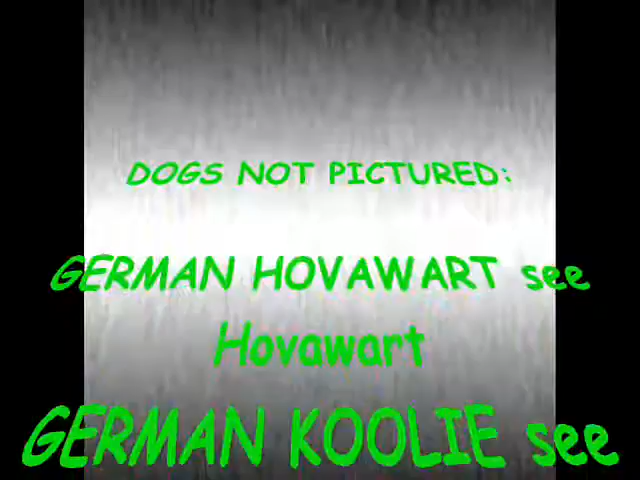 DOGS NOT PICTURED:
GERMAN HOVAWART see
Hovawart
GERMAN KOOLIE see